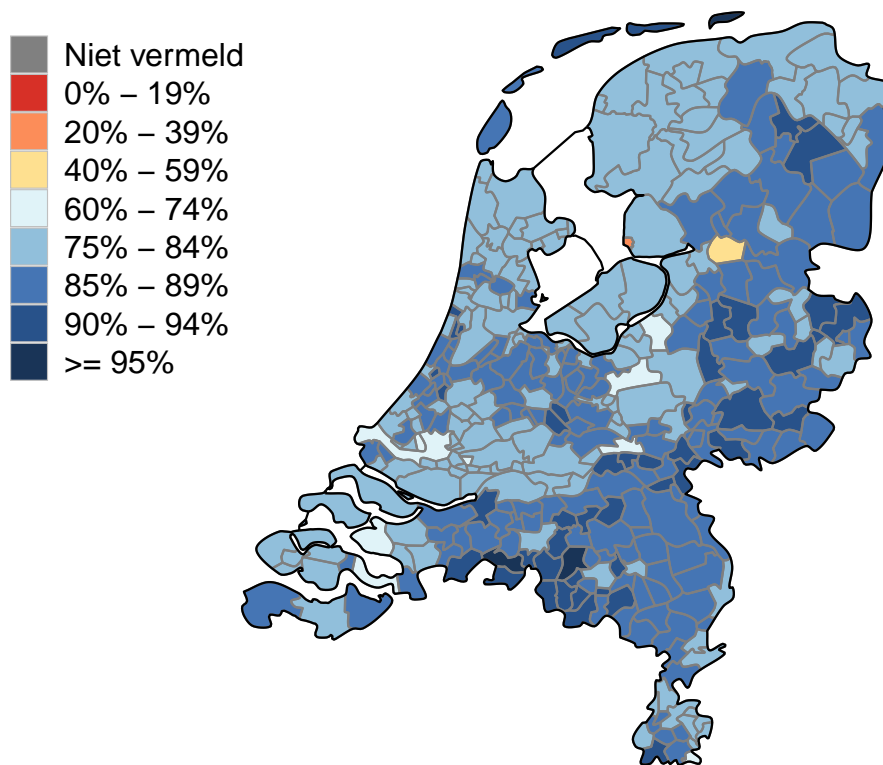 Niet vermeld
0% – 19%
20% – 39%
40% – 59%
60% – 74%
75% – 84%
85% – 89%
90% – 94%
>= 95%